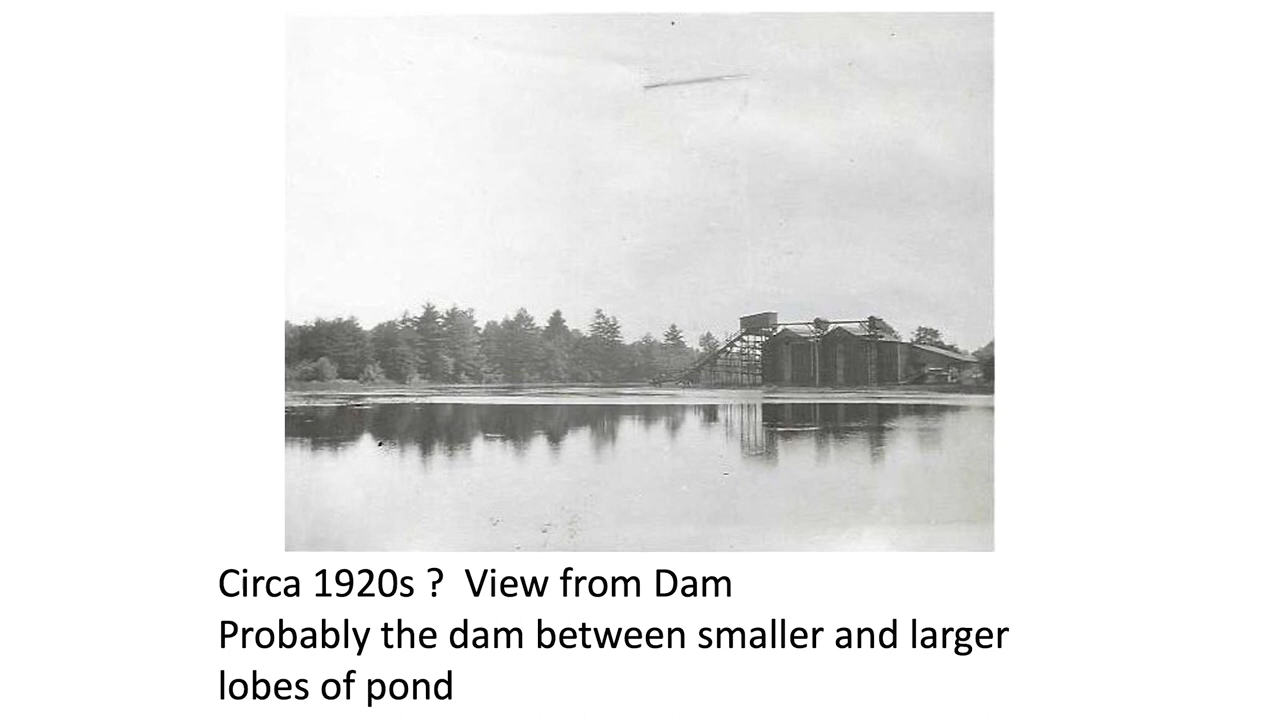 Circa 1920s ?  View from Dam
Probably the dam between smaller and larger
lobes of pond